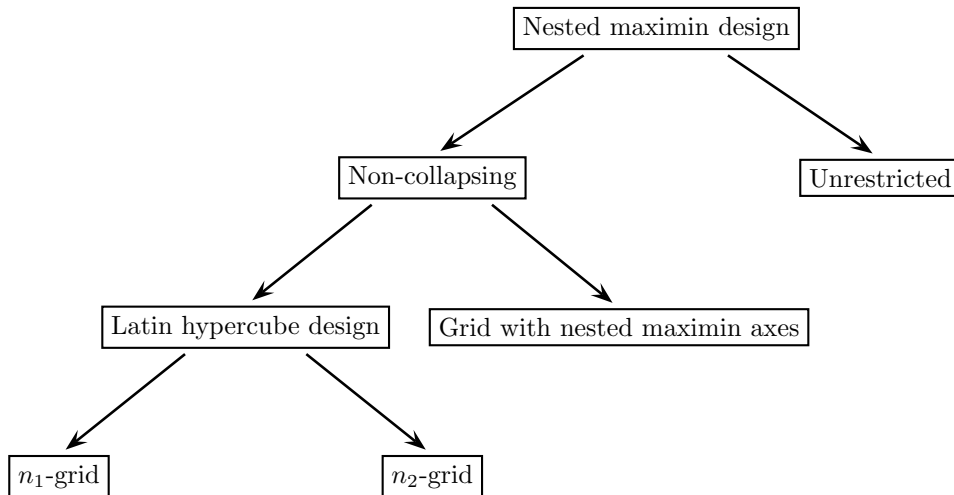 Nested maximin design
Non-collapsing
Unrestricted
Latin hypercube design
Grid with nested maximin axes
n₁-grid
n₂-grid